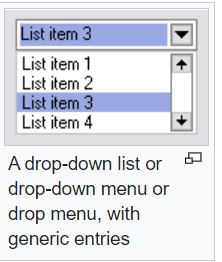 List item 3
List item 1
List item 2
List item 3
List item 4
A drop-down list or
drop-down menu or
drop menu, with
generic entries